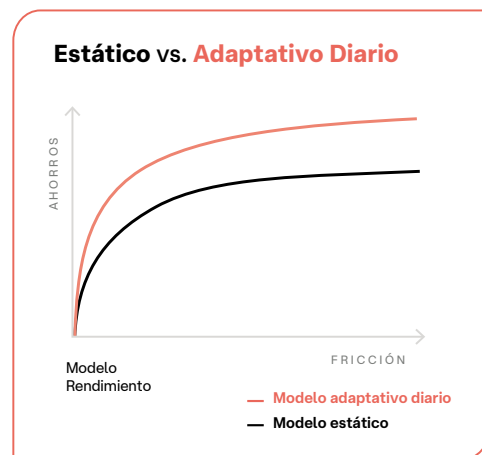 Estático vs. Adaptativo Diario
AHORROS
FRICCIÓN
Modelo
Rendimiento
Modelo adaptativo diario
Modelo estático